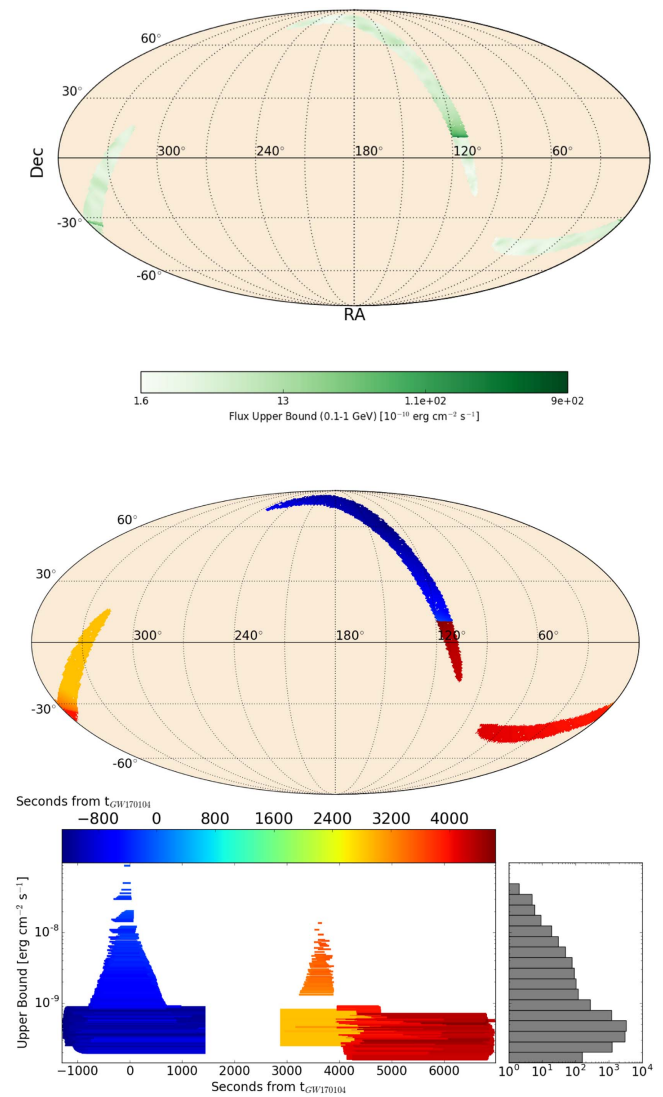 60°
30°
Dec
300°
240°
180°
120°
60°
-30°
-60°
RA
1.6
13
1.1e+02
9e+02
Flux Upper Bound (0.1-1 GeV) [10⁻¹⁰ erg cm⁻² s⁻¹]
60°
30°
300°
240°
180°
120°
60°
-30°
-60°
Seconds from t_GW170104
−800 0 800 1600 2400 3200 4000
Upper Bound [erg cm⁻² s⁻¹]
10⁻⁸
10⁻⁹
−1000 0 1000 2000 3000 4000 5000 6000
10⁰ 10¹ 10² 10³ 10⁴
Seconds from t_GW170104